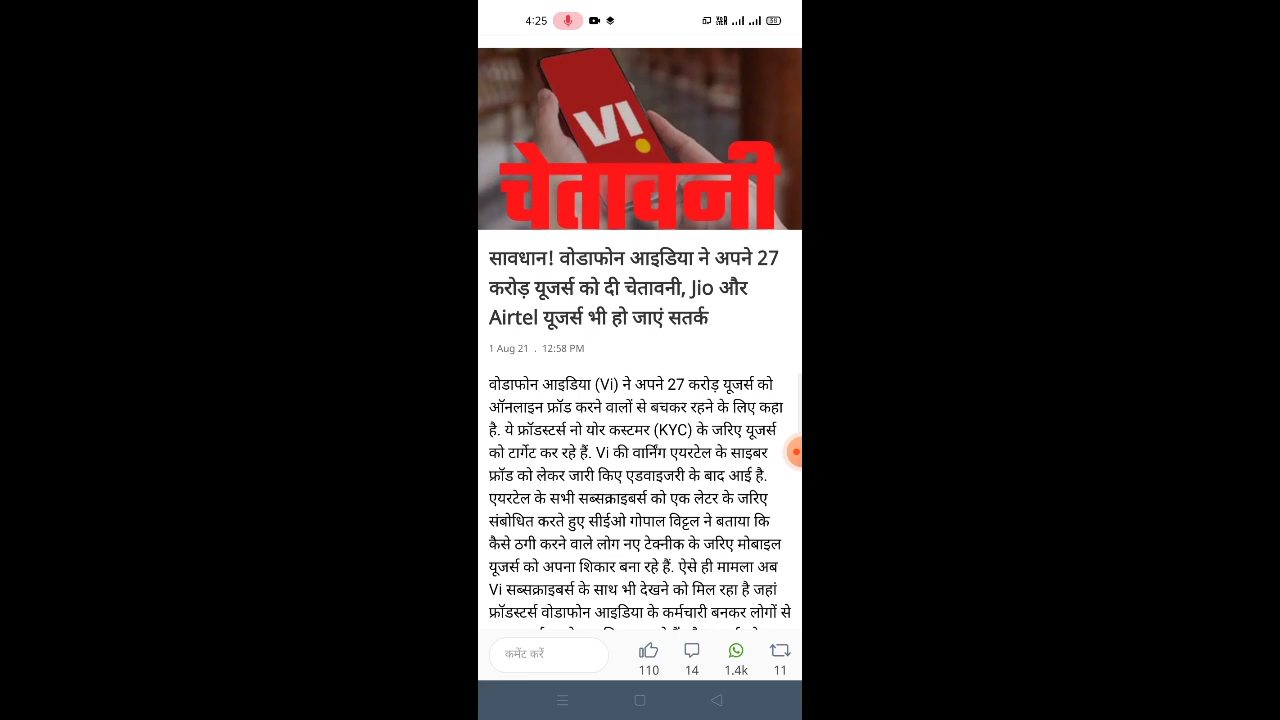 4:25
38
VI
चेतावनी
सावधान! वोडाफोन आइडिया ने अपने 27
करोड़ यूजर्स को दी चेतावनी, Jio और
Airtel यूजर्स भी हो जाएं सतर्क
1 Aug 21 . 12:58 PM
वोडाफोन आइडिया (Vi) ने अपने 27 करोड़ यूजर्स को
ऑनलाइन फ्रॉड करने वालों से बचकर रहने के लिए कहा
है. ये फ्रॉडस्टर्स नो योर कस्टमर (KYC) के जरिए यूजर्स
को टार्गेट कर रहे हैं. Vi की वार्निंग एयरटेल के साइबर
फ्रॉड को लेकर जारी किए एडवाइजरी के बाद आई है.
एयरटेल के सभी सब्सक्राइबर्स को एक लेटर के जरिए
संबोधित करते हुए सीईओ गोपाल विट्टल ने बताया कि
कैसे ठगी करने वाले लोग नए टेक्नीक के जरिए मोबाइल
यूजर्स को अपना शिकार बना रहे हैं. ऐसे ही मामला अब
Vi सब्सक्राइबर्स के साथ भी देखने को मिल रहा है जहां
फ्रॉडस्टर्स वोडाफोन आइडिया के कर्मचारी बनकर लोगों से
कमेंट करें
110 14 1.4k 11